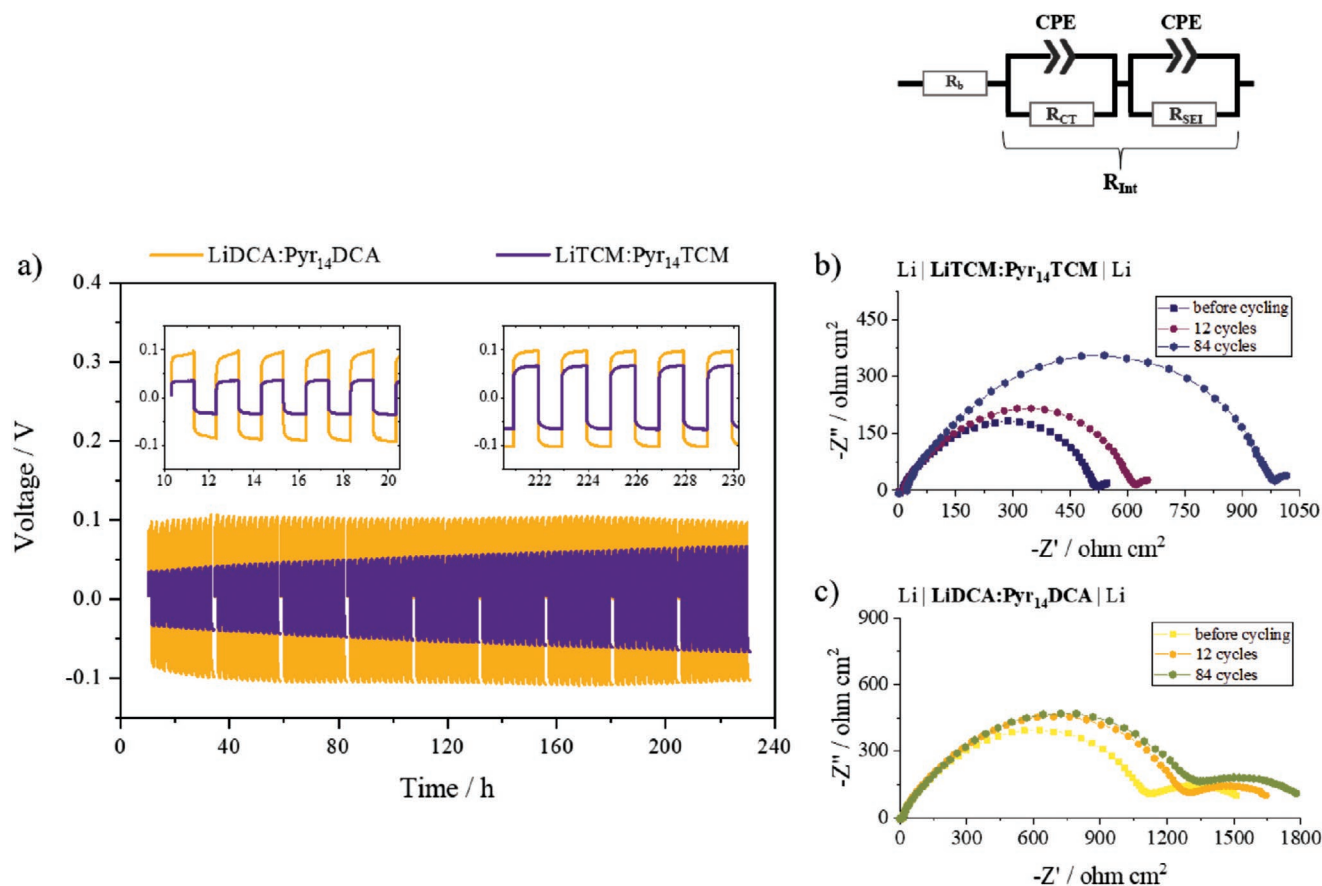 CPE CPE
R_b
R_CT R_SEI
R_Int
a)
LiDCA:Pyr₁₄DCA LiTCM:Pyr₁₄TCM
0.4
0.3
0.2
0.1
0.0
-0.1
Voltage / V
0.1
0.0
-0.1
10 12 14 16 18 20
0.1
0.0
-0.1
222 224 226 228 230
0 40 80 120 160 200 240
Time / h
b)
Li | LiTCM:Pyr₁₄TCM | Li
before cycling
12 cycles
84 cycles
450
300
150
0
-Z'' / ohm cm²
0 150 300 450 600 750 900 1050
-Z' / ohm cm²
c)
Li | LiDCA:Pyr₁₄DCA | Li
before cycling
12 cycles
84 cycles
900
600
300
0
-Z'' / ohm cm²
0 300 600 900 1200 1500 1800
-Z' / ohm cm²